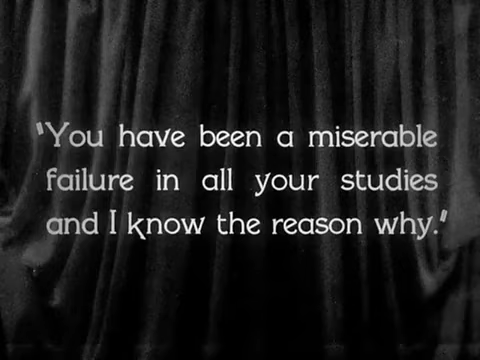 "You have been a miserable
failure in all your studies
and I know the reason why."